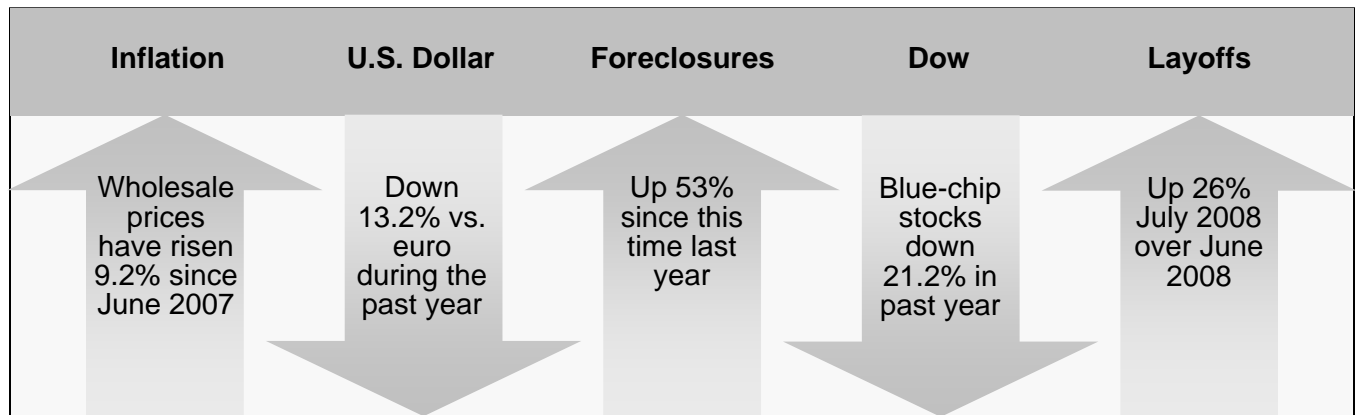 Inflation
U.S. Dollar
Foreclosures
Dow
Layoffs
Wholesale
prices
have risen
9.2% since
June 2007
Down
13.2% vs.
euro
during the
past year
Up 53%
since this
time last
year
Blue-chip
stocks
down
21.2% in
past year
Up 26%
July 2008
over June
2008